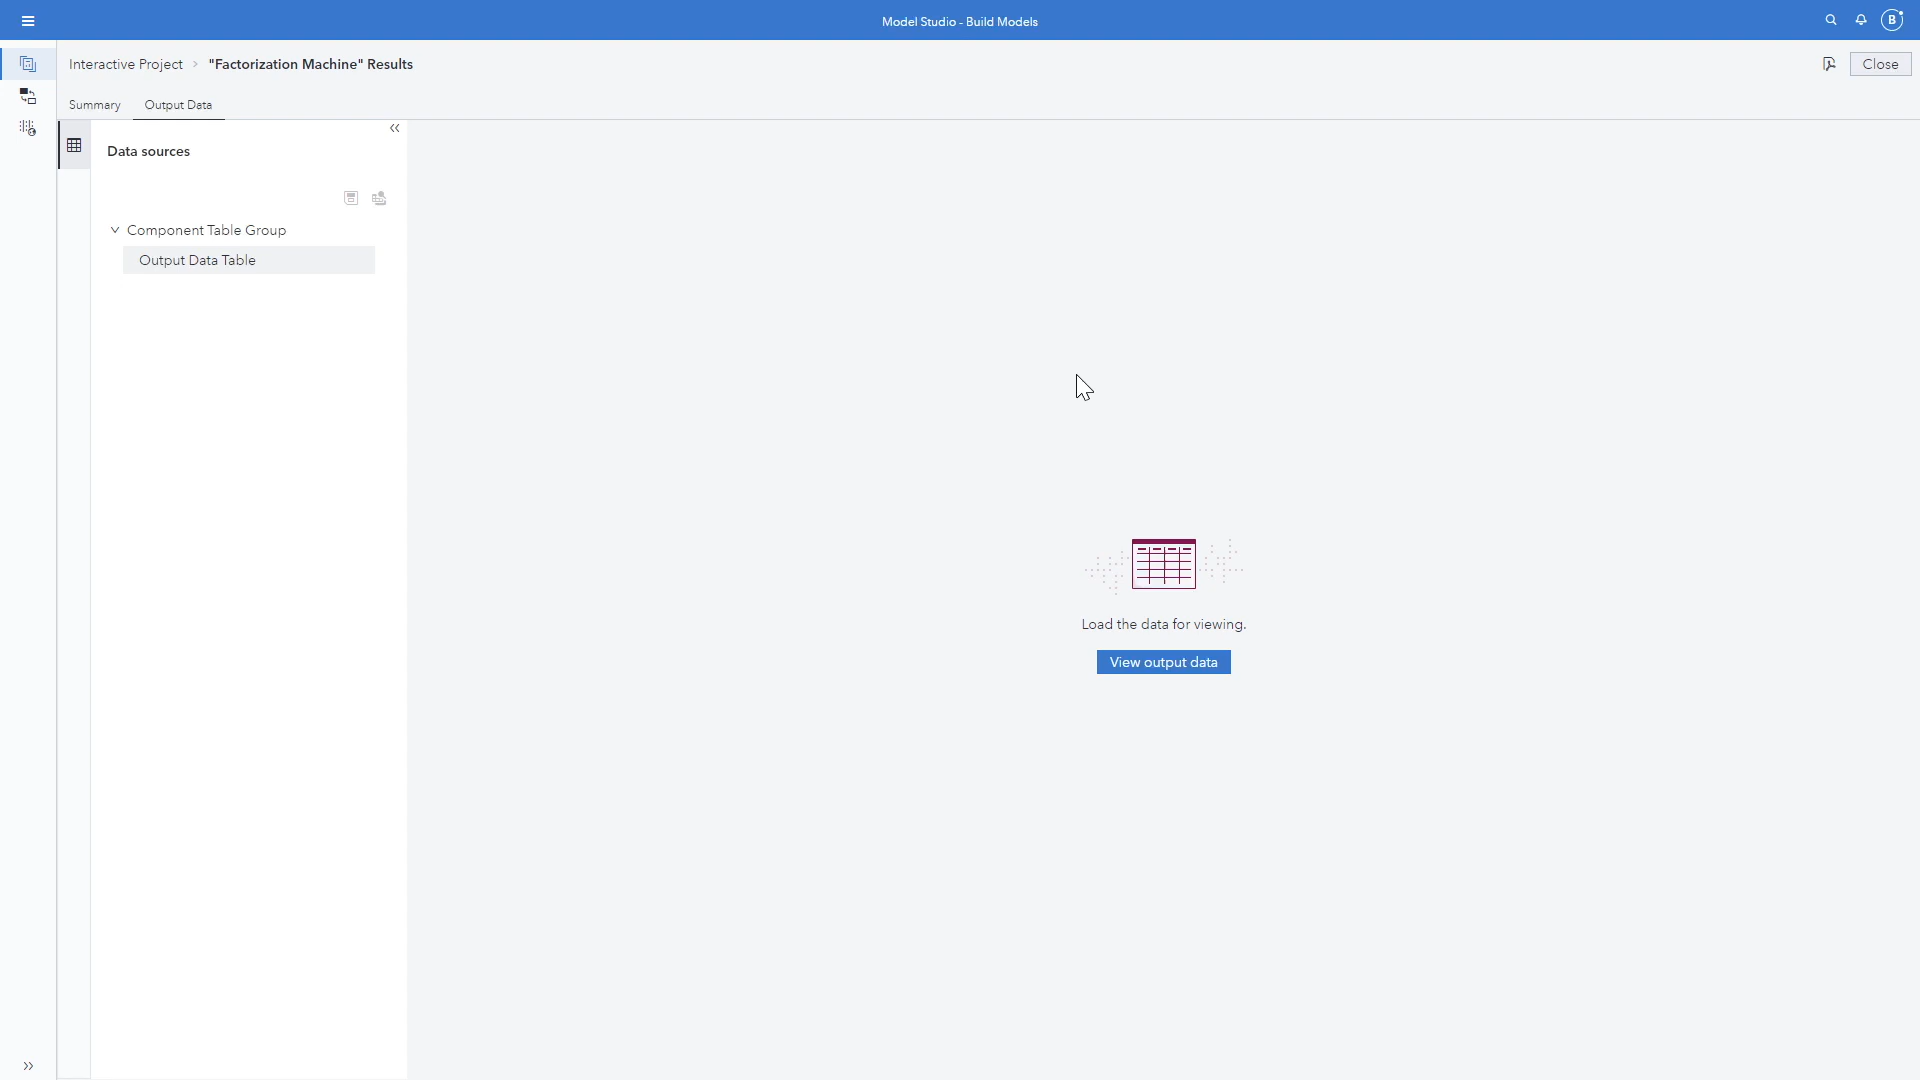 Model Studio - Build Models
B
Interactive Project > "Factorization Machine" Results
Close
Summary
Output Data
Data sources
Component Table Group
Output Data Table
Load the data for viewing.
View output data